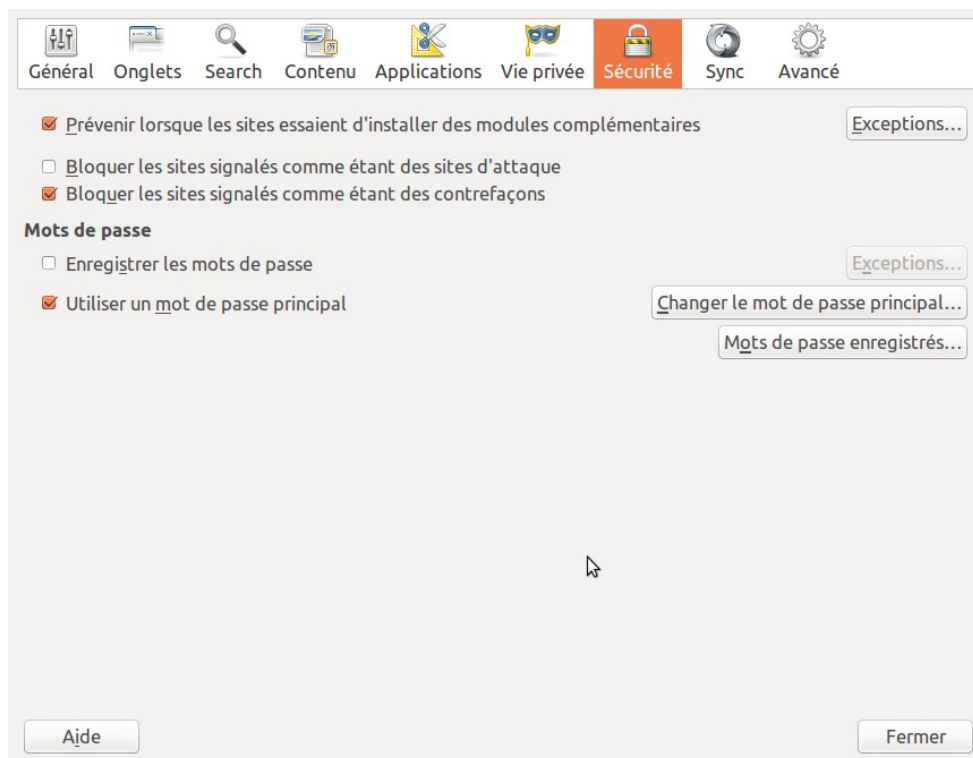 Général Onglets Search Contenu Applications Vie privée Sécurité Sync Avancé
Prévenir lorsque les sites essaient d'installer des modules complémentaires Exceptions...
Bloquer les sites signalés comme étant des sites d'attaque
Bloquer les sites signalés comme étant des contrefaçons
Mots de passe
Enregistrer les mots de passe Exceptions...
Utiliser un mot de passe principal Changer le mot de passe principal...
Mots de passe enregistrés...
Aide Fermer